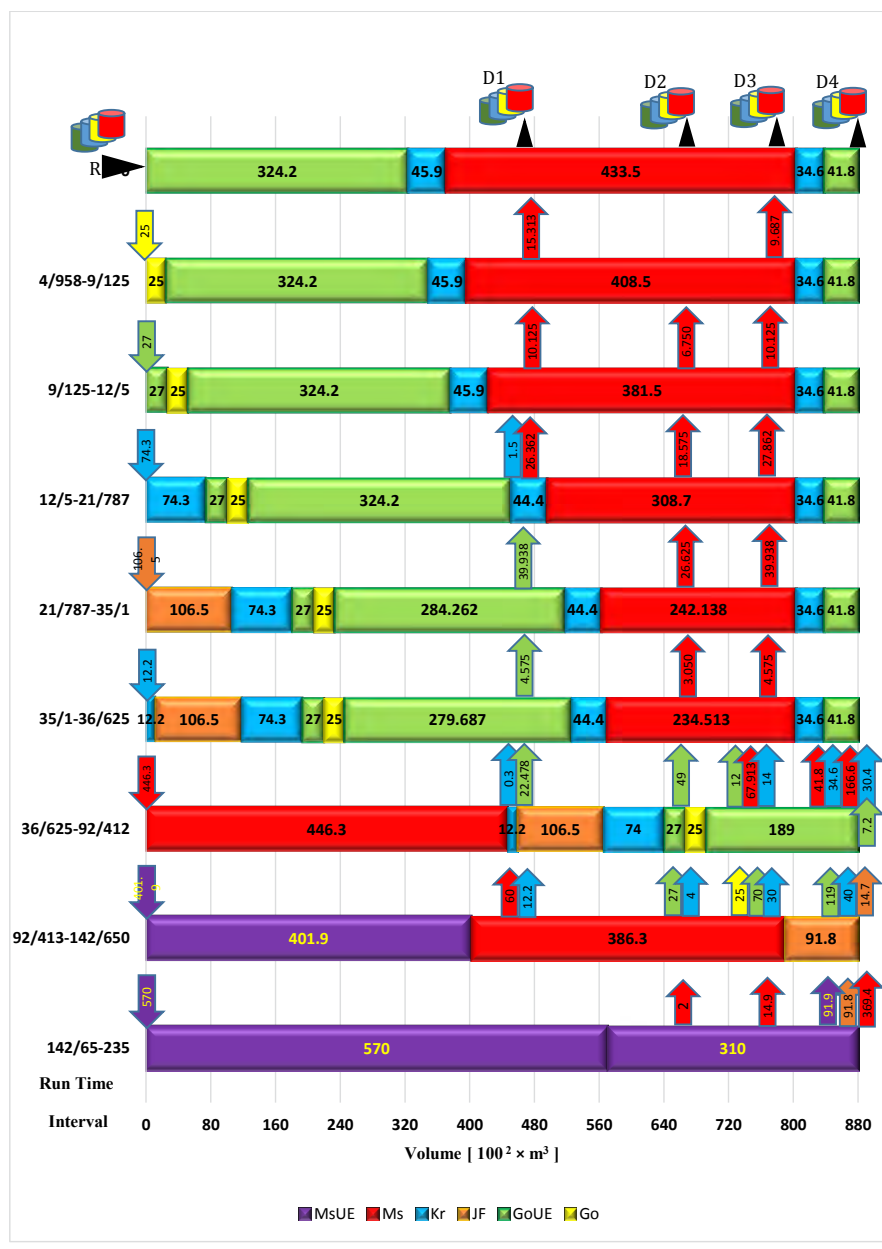 D1 D2 D3 D4
R 0
324.2 45.9 433.5 34.6 41.8
25 15.313 9.687
4/958-9/125 25 324.2 45.9 408.5 34.6 41.8
27 10.125 6.750 10.125
9/125-12/5 27 25 324.2 45.9 381.5 34.6 41.8
74.3 1.5 26.362 18.575 27.862
12/5-21/787 74.3 27 25 324.2 44.4 308.7 34.6 41.8
106.5 39.938 26.625 39.938
21/787-35/1 106.5 74.3 27 25 284.262 44.4 242.138 34.6 41.8
12.2 4.575 3.050 4.575
35/1-36/625 12.2 106.5 74.3 27 25 279.687 44.4 234.513 34.6 41.8
446.3 0.3 22.478 49 12 67.913 14 41.8 34.6 166.6 30.4
36/625-92/412 446.3 12.2 106.5 74 27 25 189 7.2
401.9 60 12.2 27 4 25 70 30 119 40 14.7
92/413-142/650 401.9 386.3 91.8
570 2 14.9 91.9 91.8 369.4
142/65-235 570 310
Run Time
Interval 0 80 160 240 320 400 480 560 640 720 800 880
Volume [ 100² × m³ ]
MsUE Ms Kr JF GoUE Go